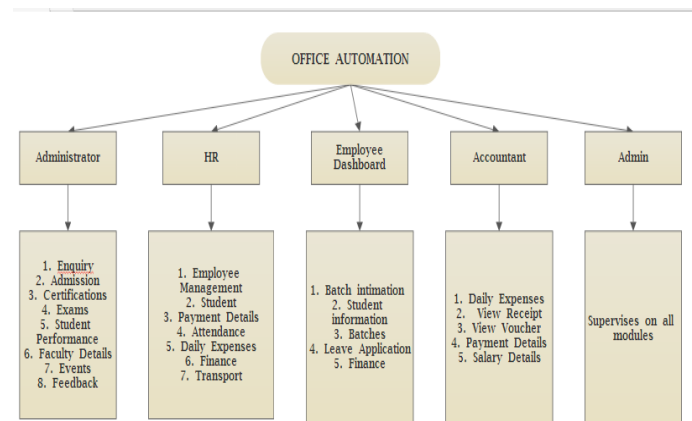 OFFICE AUTOMATION
Administrator
HR
Employee
Dashboard
Accountant
Admin
1. Enquiry
2. Admission
3. Certifications
4. Exams
5. Student
Performance
6. Faculty Details
7. Events
8. Feedback
1. Employee
Management
2. Student
3. Payment Details
4. Attendance
5. Daily Expenses
6. Finance
7. Transport
1. Batch intimation
2. Student
information
3. Batches
4. Leave Application
5. Finance
1. Daily Expenses
2. View Receipt
3. View Voucher
4. Payment Details
5. Salary Details
Supervises on all
modules